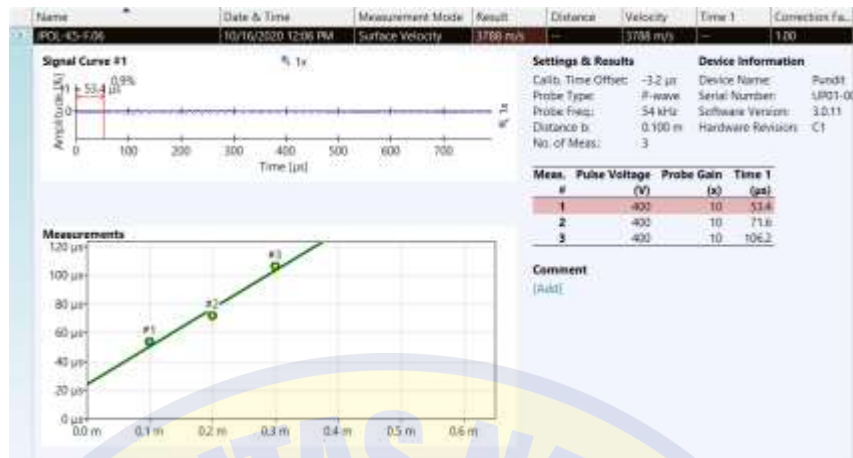 Name Date & Time Measurement Mode Result Distance Velocity Time 1 Correction Fa...
IPOL-K5-F.06 10/16/2020 12:06 PM Surface Velocity 3788 m/s -- 3788 m/s -- 1.00
Signal Curve #1 1x
Settings & Results Device Information
Calib. Time Offset: -3.2 µs Device Name: Pundit
Probe Type: P-wave Serial Number: UP01-00
Probe Freq.: 54 kHz Software Version: 3.0.11
Distance b: 0.100 m Hardware Revision: C1
No. of Meas.: 3
Amplitude [%]
+1 53.4 µs 0.9%
0
1x
0 100 200 300 400 500 600 700
Time [µs]
Meas. Pulse Voltage Probe Gain Time 1
# (V) (x) (µs)
1 400 10 53.4
2 400 10 71.6
3 400 10 106.2
Measurements
120 µs
100 µs
80 µs
60 µs
40 µs
20 µs
0 µs
#1
#2
#3
0.0 m 0.1 m 0.2 m 0.3 m 0.4 m 0.5 m 0.6 m
Comment
[Add]